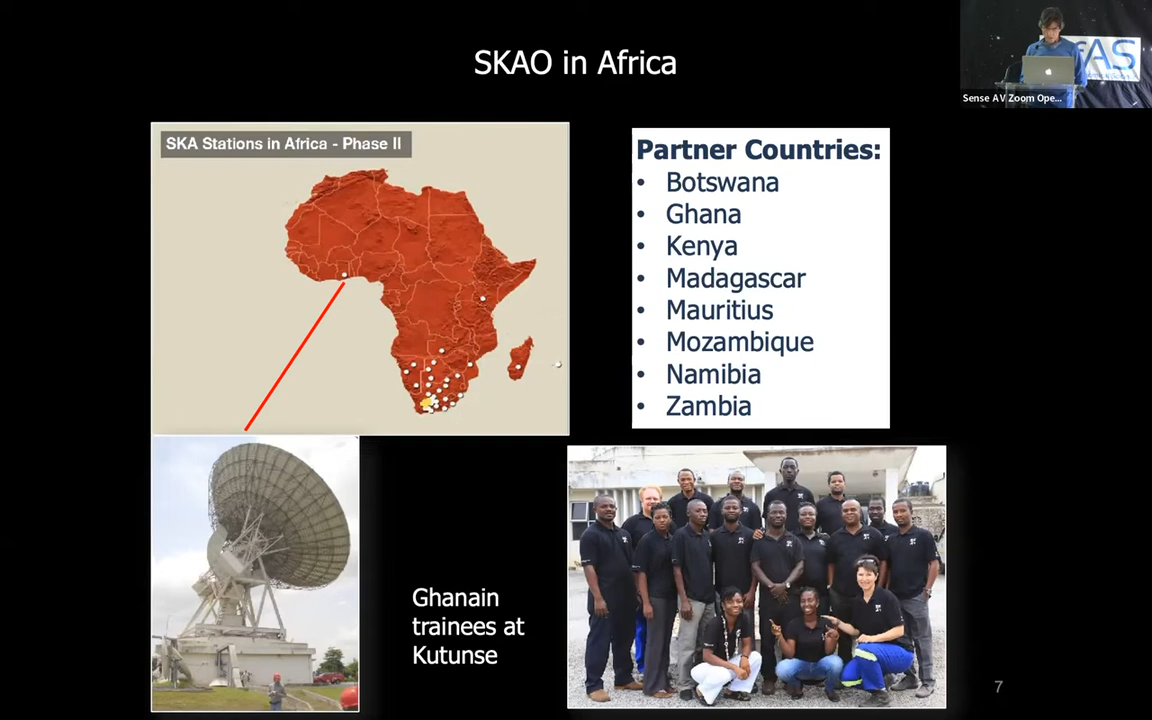 SKAO in Africa
AS
Sense AV Zoom Ope...
SKA Stations in Africa - Phase II
Partner Countries:
• Botswana
• Ghana
• Kenya
• Madagascar
• Mauritius
• Mozambique
• Namibia
• Zambia
Ghanain
trainees at
Kutunse
7